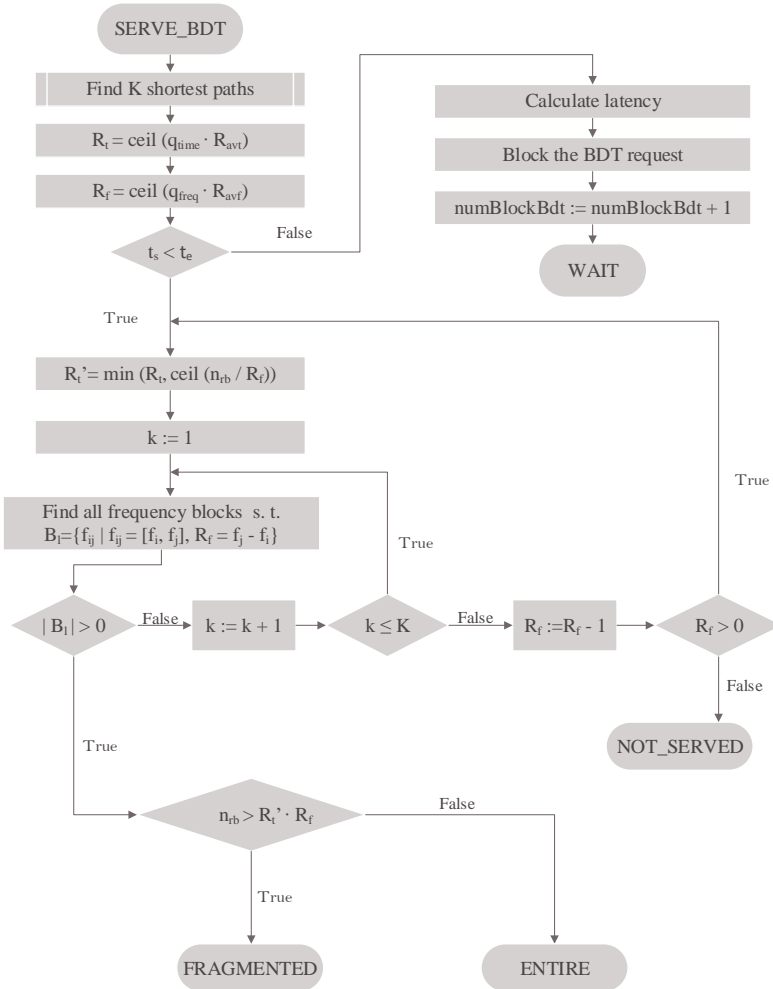 SERVE_BDT
Find K shortest paths
R_t = ceil (q_time · R_avt)
R_f = ceil (q_freq · R_avf)
t_s < t_e
False
Calculate latency
Block the BDT request
numBlockBdt := numBlockBdt + 1
WAIT
True
R_t’= min (R_t, ceil (n_rb / R_f))
k := 1
Find all frequency blocks s. t.
B_l={f_ij | f_ij = [f_i, f_j], R_f = f_j - f_i}
True
True
| B_l | > 0
False
k := k + 1
k ≤ K
False
R_f :=R_f - 1
R_f > 0
False
NOT_SERVED
True
n_rb > R_t’ · R_f
False
True
FRAGMENTED
ENTIRE